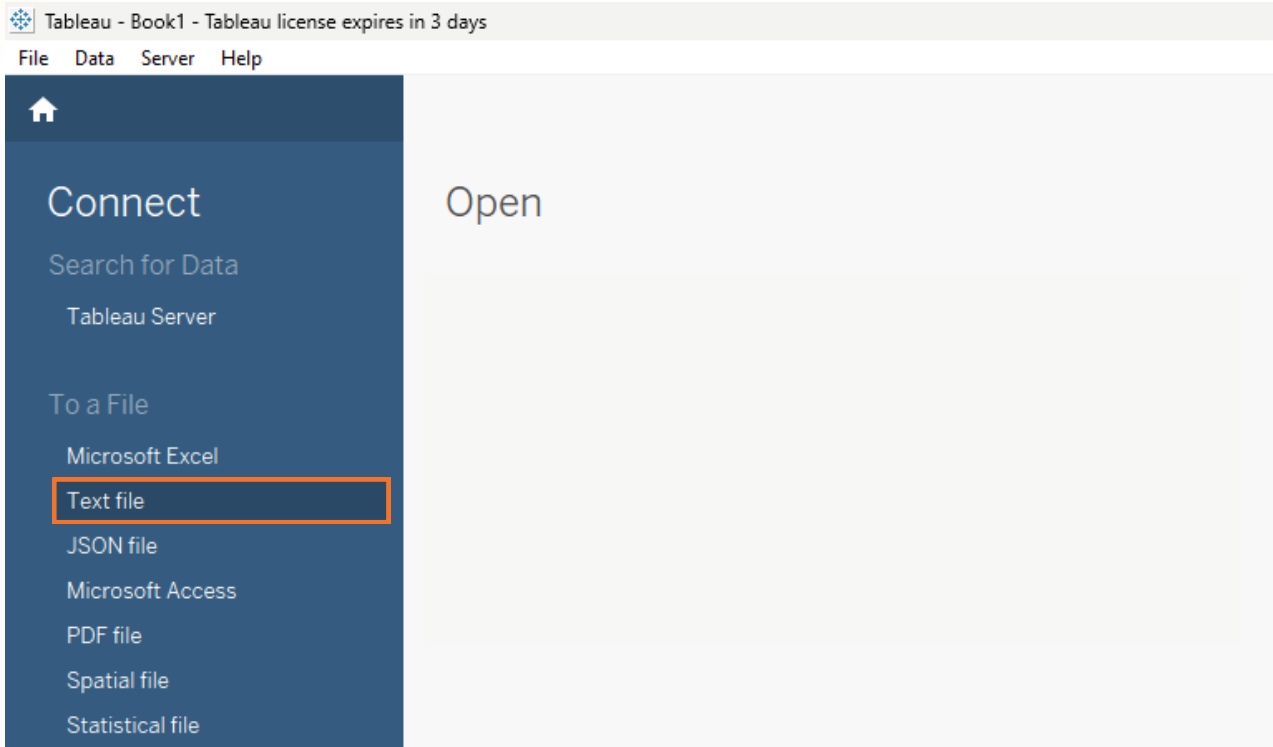 Tableau - Book1 - Tableau license expires in 3 days
File Data Server Help
Connect
Open
Search for Data
Tableau Server
To a File
Microsoft Excel
Text file
JSON file
Microsoft Access
PDF file
Spatial file
Statistical file